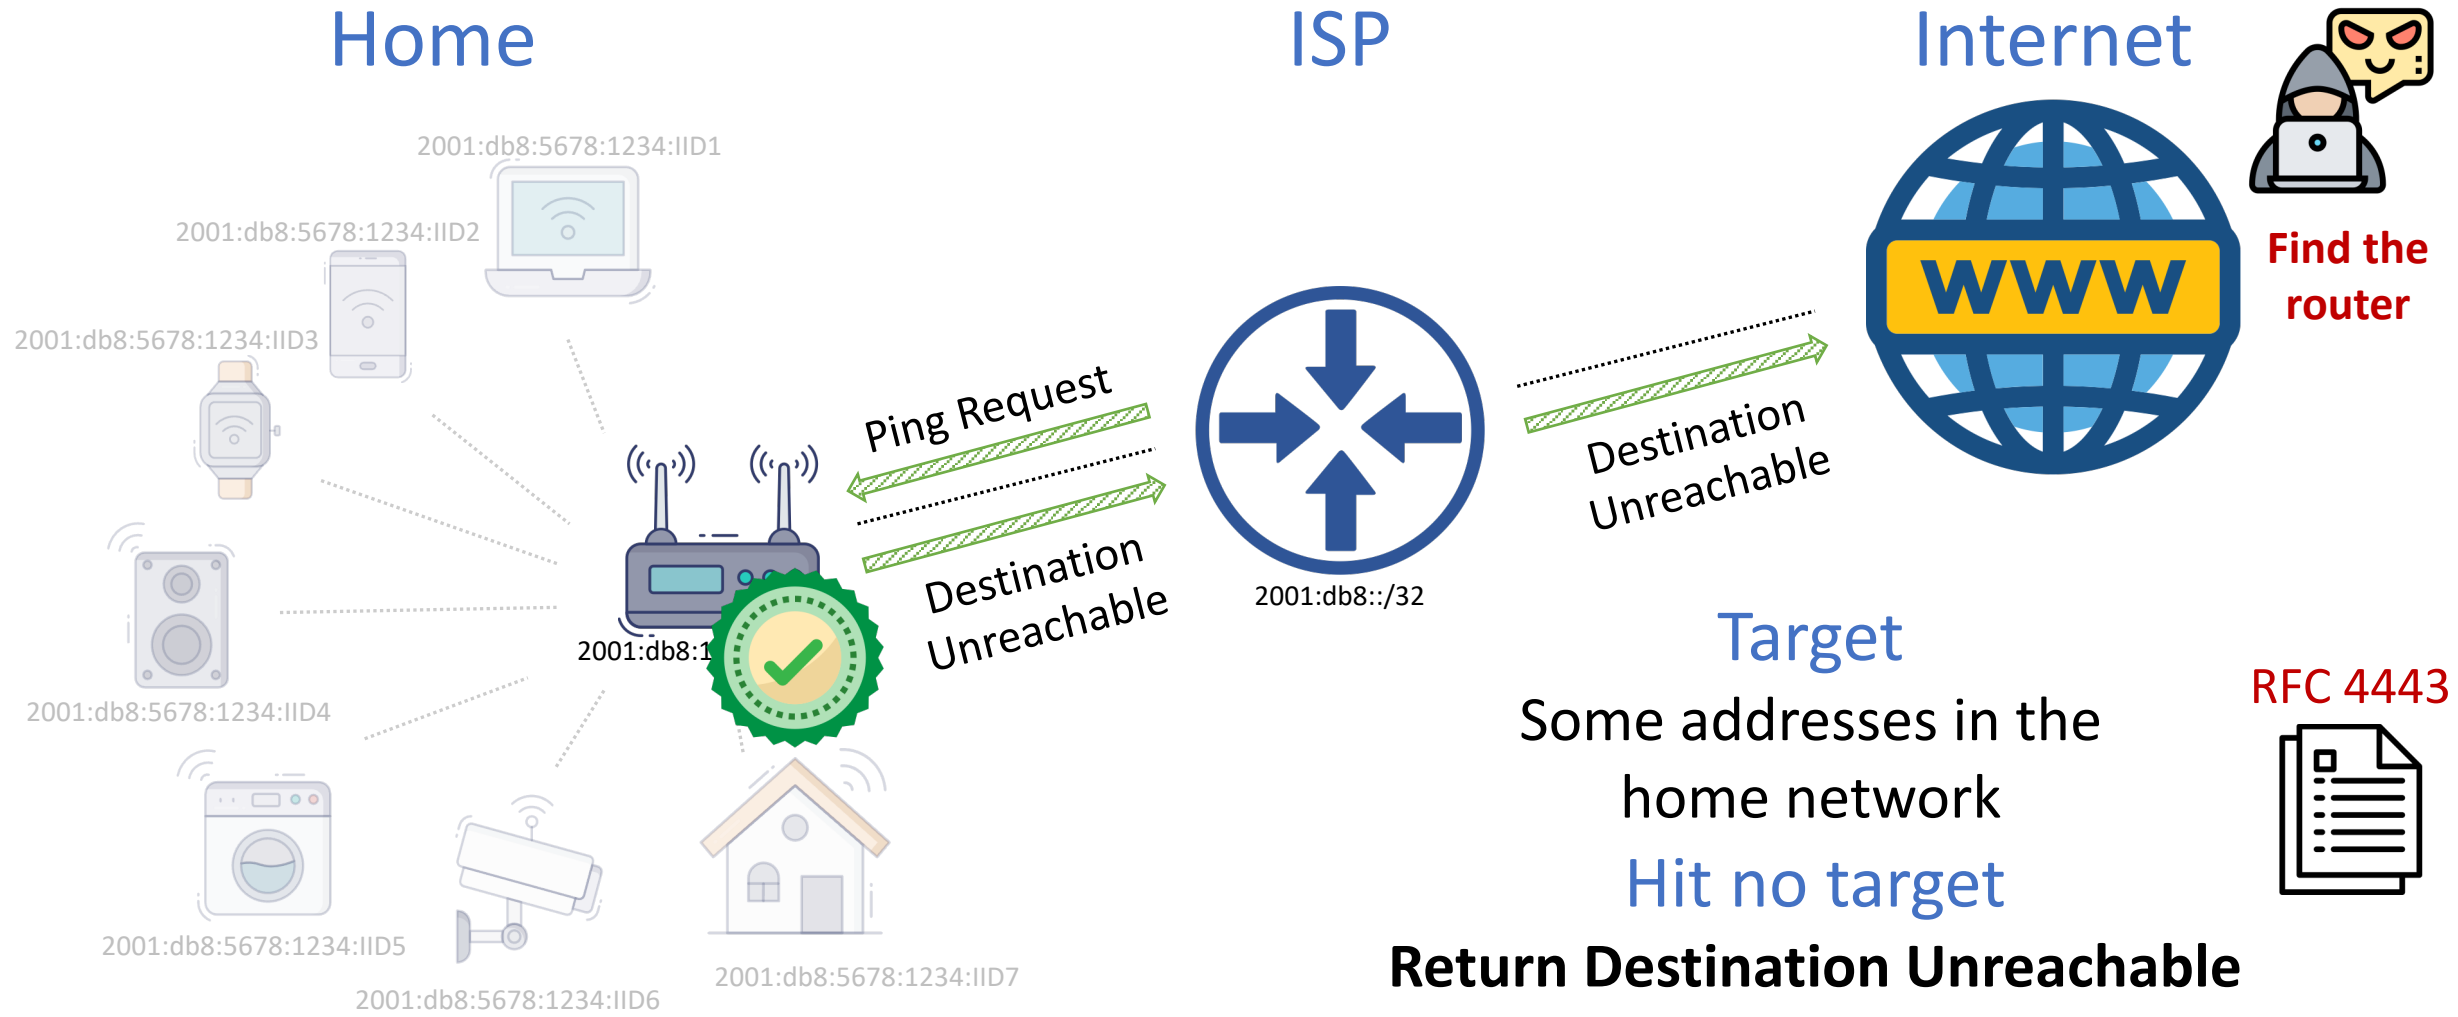 Home
ISP
Internet
2001:db8:5678:1234:IID1
2001:db8:5678:1234:IID2
2001:db8:5678:1234:IID3
Find the
router
WWW
Ping Request
Destination
Unreachable
Destination
Unreachable
2001:db8::/32
2001:db8:1
2001:db8:5678:1234:IID4
2001:db8:5678:1234:IID5
2001:db8:5678:1234:IID6
2001:db8:5678:1234:IID7
Target
Some addresses in the
home network
Hit no target
Return Destination Unreachable
RFC 4443